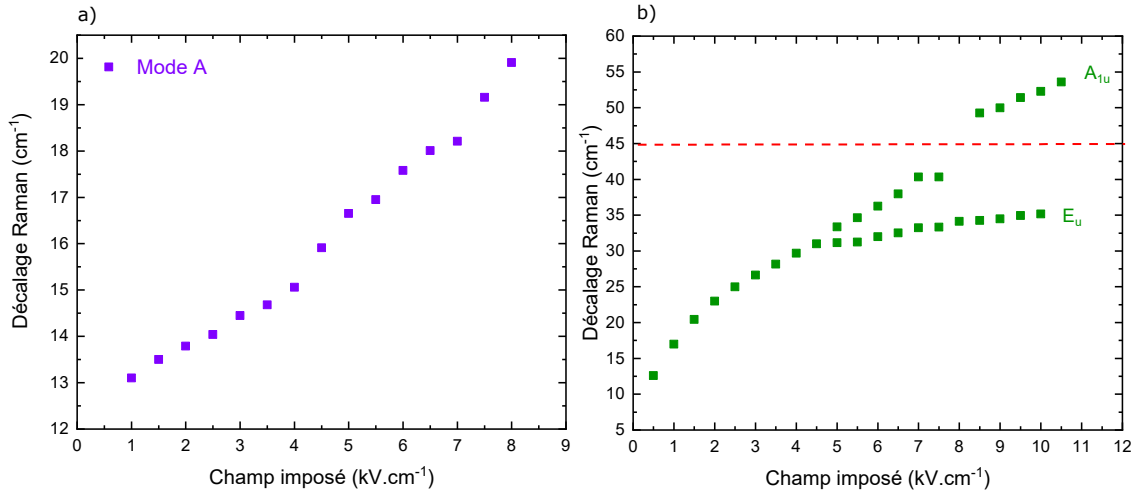 a)
Décalage Raman (cm-1)
20
19
18
17
16
15
14
13
12
Mode A
0 1 2 3 4 5 6 7 8 9
Champ imposé (kV.cm-1)
b)
Décalage Raman (cm-1)
60
55
50
45
40
35
30
25
20
15
10
5
A1u
Eu
0 1 2 3 4 5 6 7 8 9 10 11 12
Champ imposé (kV.cm-1)